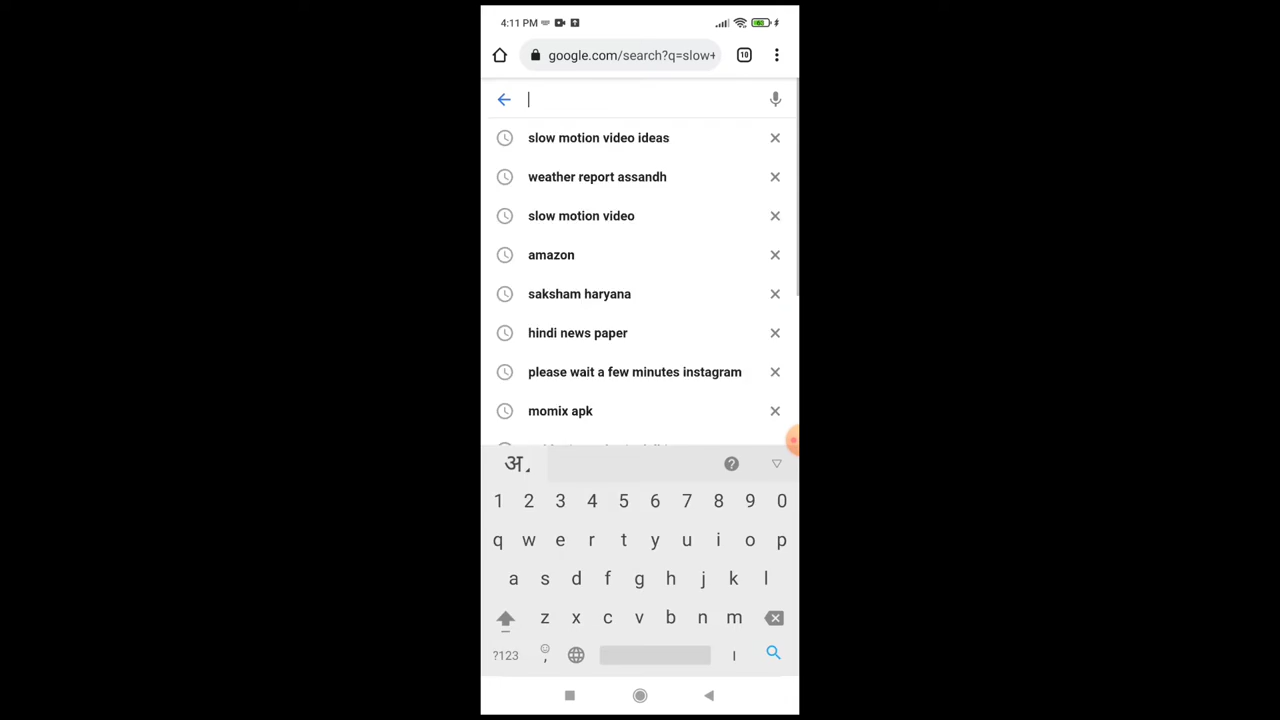 4:11 PM
60
google.com/search?q=slow+
10
slow motion video ideas
weather report assandh
slow motion video
amazon
saksham haryana
hindi news paper
please wait a few minutes instagram
momix apk
अ
1 2 3 4 5 6 7 8 9 0
q w e r t y u i o p
a s d f g h j k l
z x c v b n m
?123 , ।